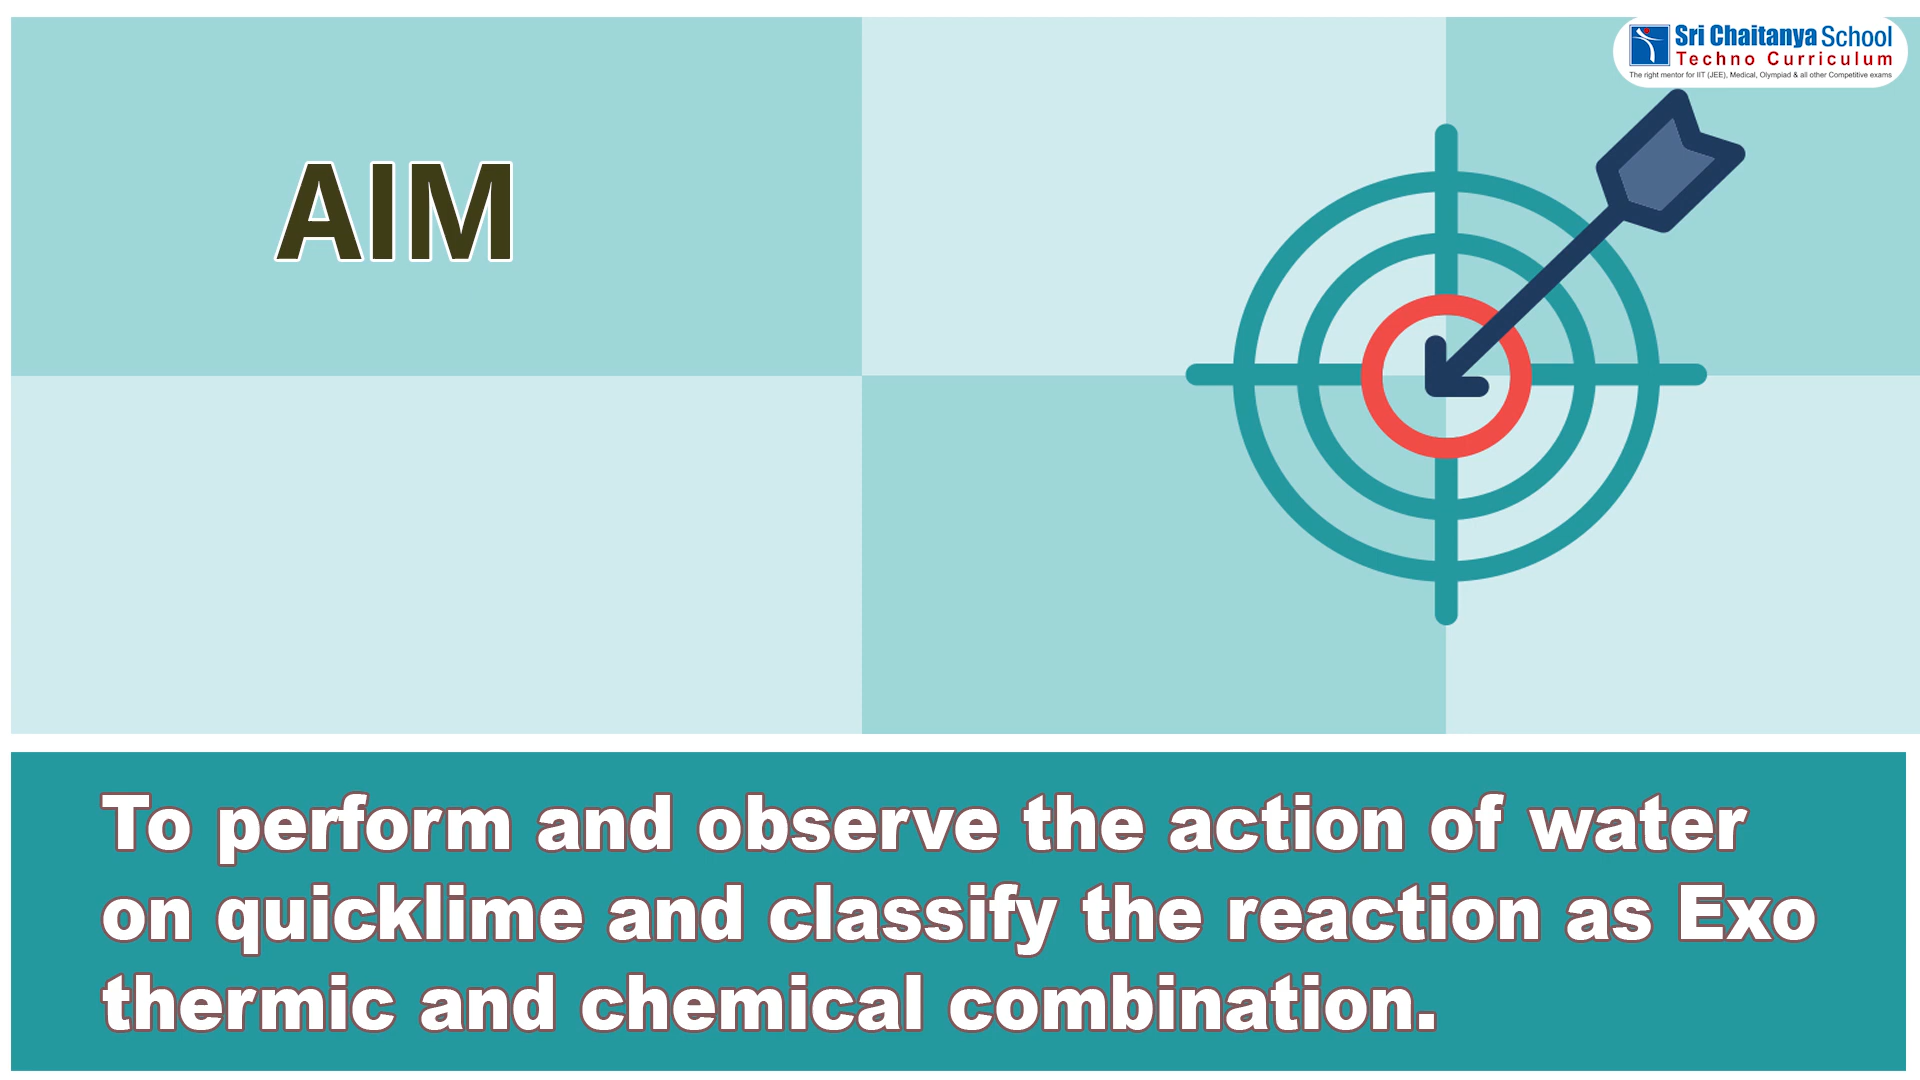 Sri Chaitanya School
Techno Curriculum
The right mentor for IIT (JEE), Medical, Olympiad & all other Competitive exams
AIM
To perform and observe the action of water
on quicklime and classify the reaction as Exo
thermic and chemical combination.